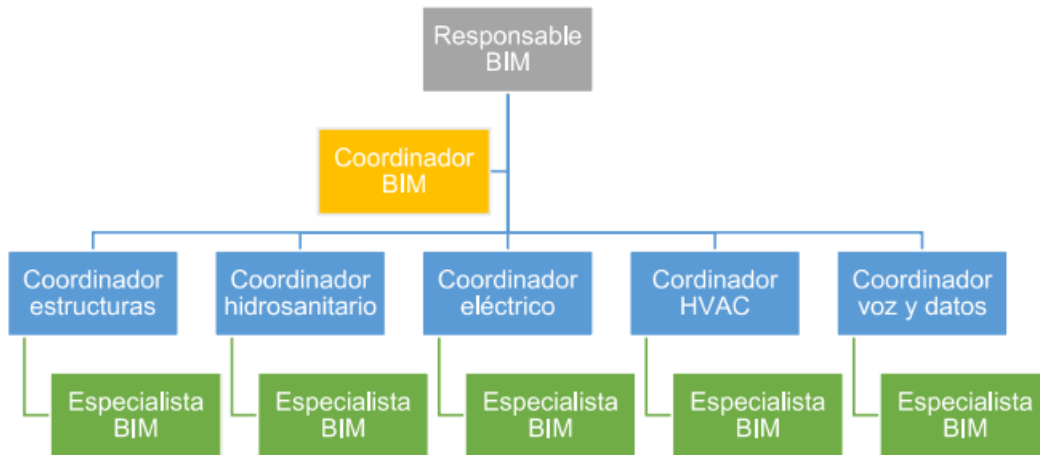 Responsable
BIM
Coordinador
BIM
Coordinador
estructuras
Coordinador
hidrosanitario
Coordinador
eléctrico
Cordinador
HVAC
Coordinador
voz y datos
Especialista
BIM
Especialista
BIM
Especialista
BIM
Especialista
BIM
Especialista
BIM